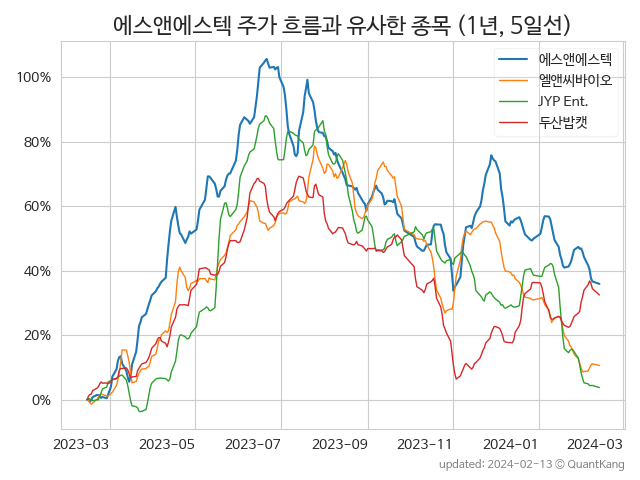 에스앤에스텍 주가 흐름과 유사한 종목 (1년, 5일선)
에스앤에스텍
엘앤씨바이오
JYP Ent.
두산밥캣
100%
80%
60%
40%
20%
0%
2023-03 2023-05 2023-07 2023-09 2023-11 2024-01 2024-03
updated: 2024-02-13 © QuantKang